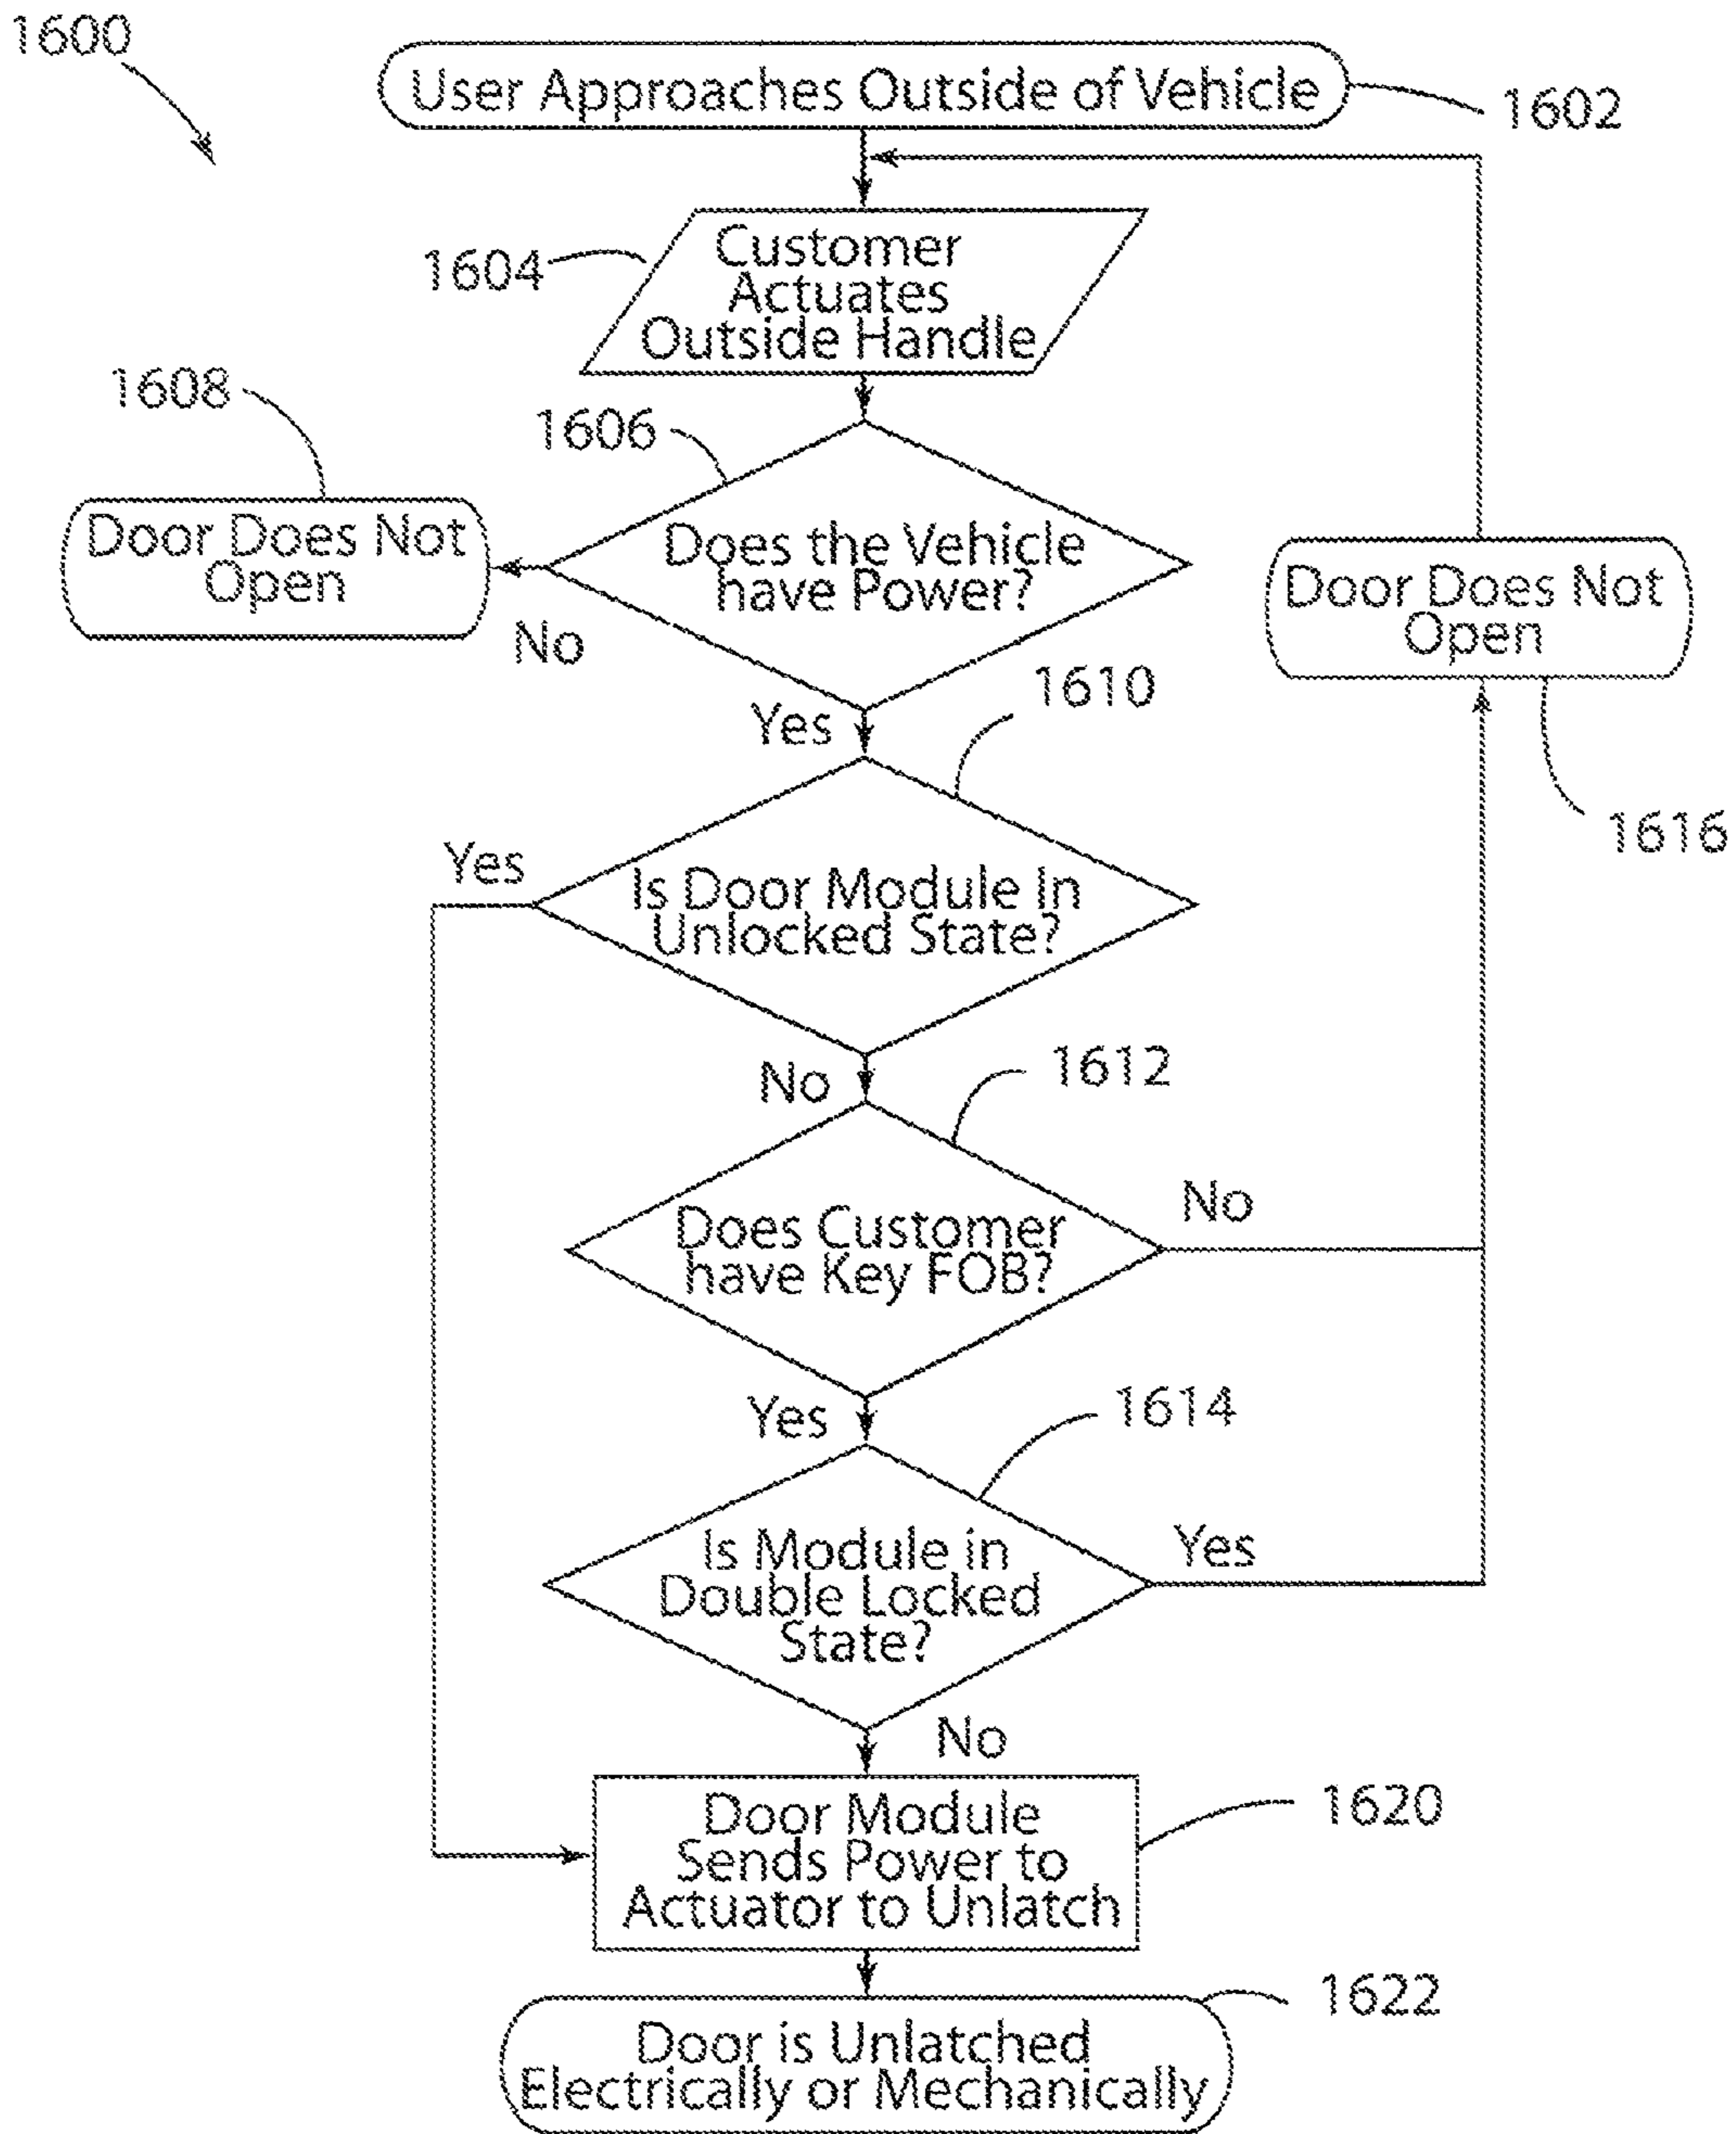 1600
User Approaches Outside of Vehicle
1602
1604
Customer
Actuates
Outside Handle
1608
1606
Door Does Not
Open
Does the Vehicle
have Power?
No
Door Does Not
Open
1616
Yes
1610
Yes
Is Door Module In
Unlocked State?
No
1612
Does Customer
have Key FOB?
No
Yes
1614
Is Module in
Double Locked
State?
Yes
No
Door Module
Sends Power to
Actuator to Unlatch
1620
1622
Door is Unlatched
Electrically or Mechanically